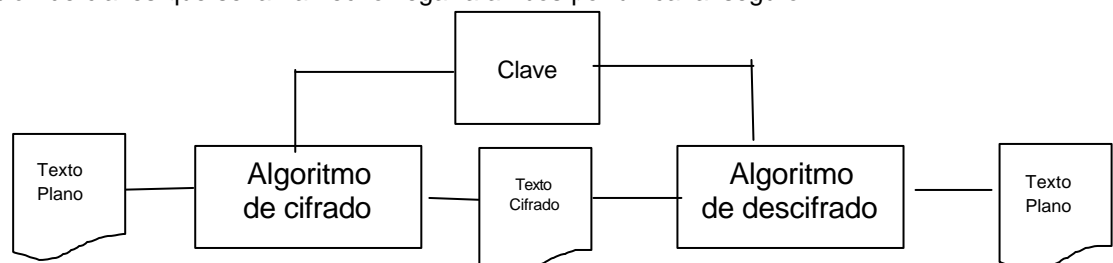 Clave
Texto
Plano
Algoritmo
de cifrado
Texto
Cifrado
Algoritmo
de descifrado
Texto
Plano